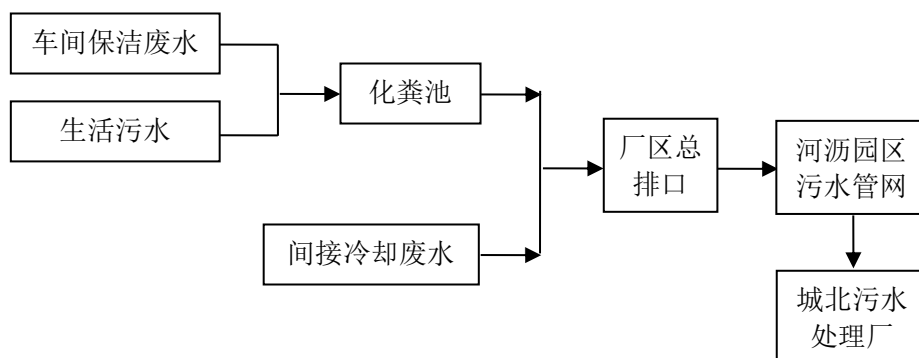 车间保洁废水
生活污水
化粪池
间接冷却废水
厂区总
排口
河沥园区
污水管网
城北污水
处理厂